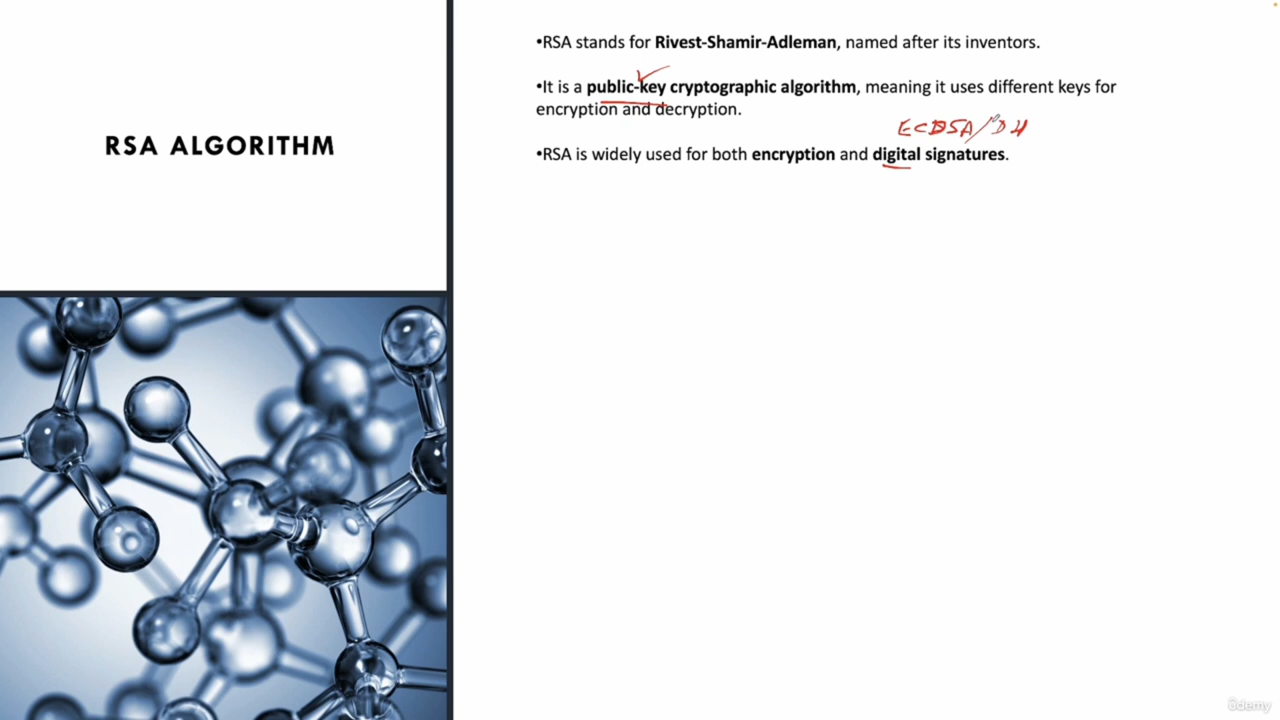 RSA ALGORITHM
•RSA stands for Rivest-Shamir-Adleman, named after its inventors.
•It is a public-key cryptographic algorithm, meaning it uses different keys for
encryption and decryption.
ECDSA/DH
•RSA is widely used for both encryption and digital signatures.
ûdemy